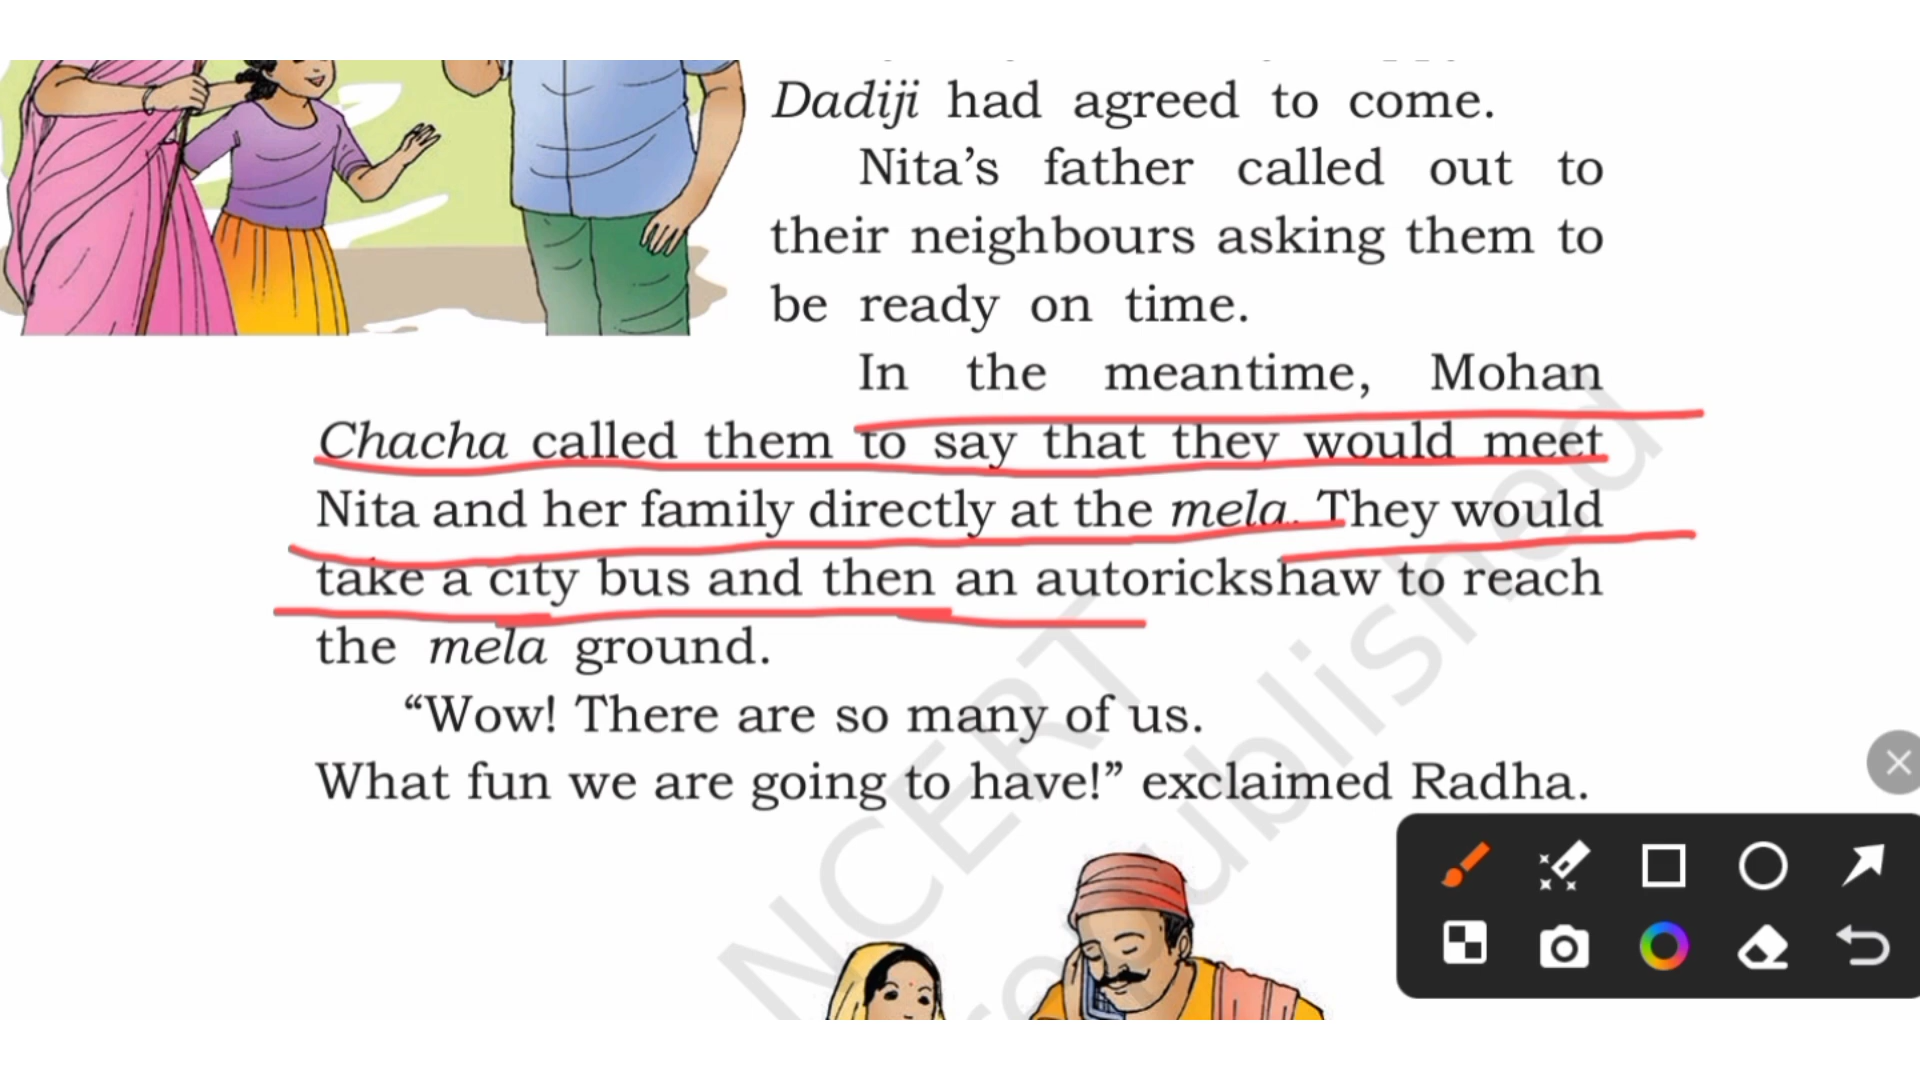 Dadiji had agreed to come.
Nita’s father called out to
their neighbours asking them to
be ready on time.
In the meantime, Mohan
Chacha called them to say that they would meet
Nita and her family directly at the mela. They would
take a city bus and then an autorickshaw to reach
the mela ground.
“Wow! There are so many of us.
What fun we are going to have!” exclaimed Radha.
NCERT
republished